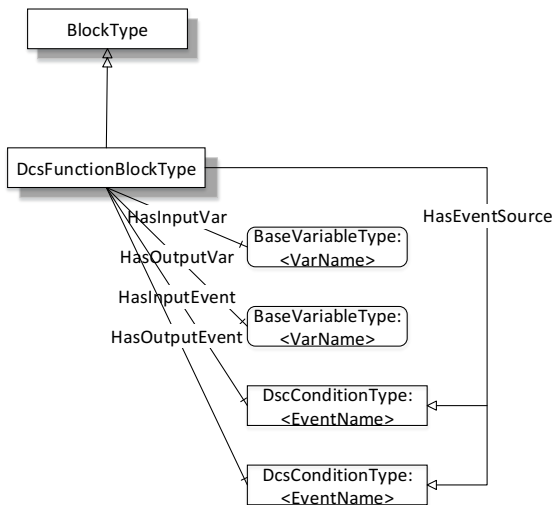 BlockType
DcsFunctionBlockType
HasInputVar
HasEventSource
BaseVariableType:
<VarName>
HasOutputVar
HasInputEvent
BaseVariableType:
<VarName>
HasOutputEvent
DscConditionType:
<EventName>
DcsConditionType:
<EventName>